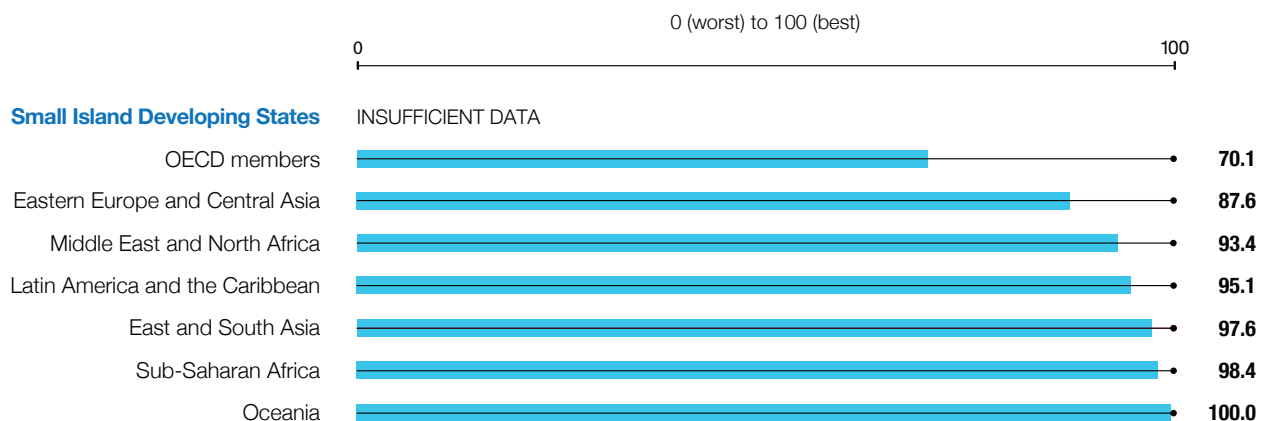 0 (worst) to 100 (best)
0 100
Small Island Developing States INSUFFICIENT DATA
OECD members 70.1
Eastern Europe and Central Asia 87.6
Middle East and North Africa 93.4
Latin America and the Caribbean 95.1
East and South Asia 97.6
Sub-Saharan Africa 98.4
Oceania 100.0